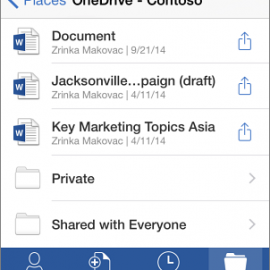 Places OneDrive - Contoso
Document
Zrinka Makovac | 9/21/14
Jacksonville...paign (draft)
Zrinka Makovac | 4/11/14
Key Marketing Topics Asia
Zrinka Makovac | 4/11/14
Private
Shared with Everyone